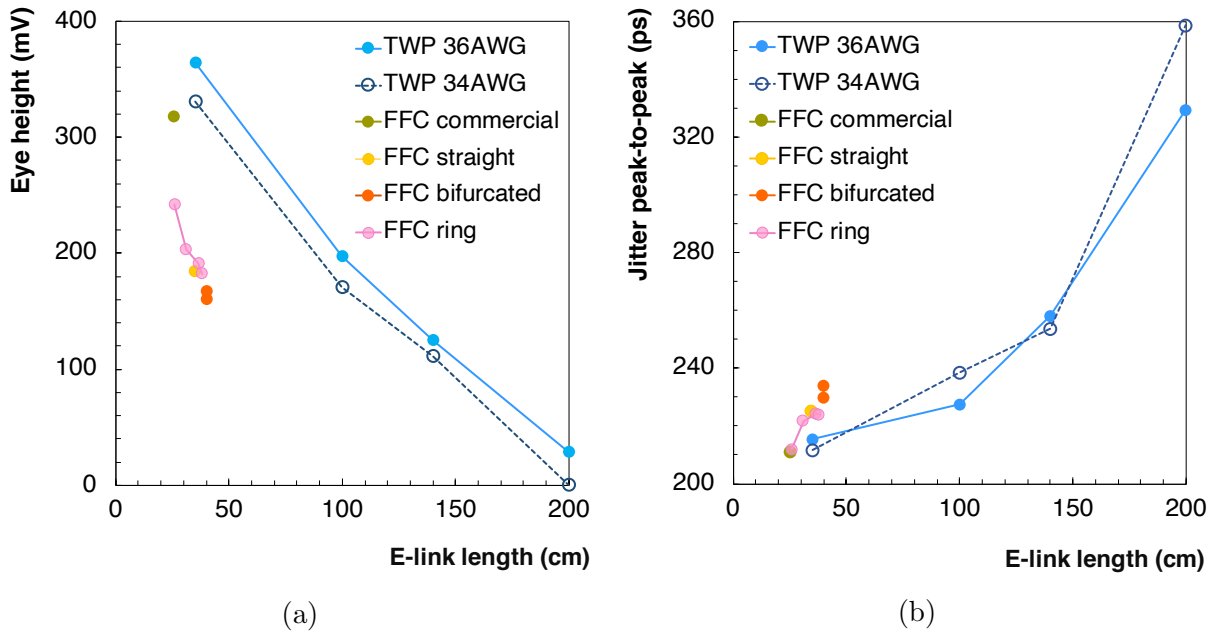 Eye height (mV)
400
300
200
100
0
0
50
100
150
200
E-link length (cm)
TWP 36AWG
TWP 34AWG
FFC commercial
FFC straight
FFC bifurcated
FFC ring
(a)
Jitter peak-to-peak (ps)
360
320
280
240
200
0
50
100
150
200
E-link length (cm)
TWP 36AWG
TWP 34AWG
FFC commercial
FFC straight
FFC bifurcated
FFC ring
(b)